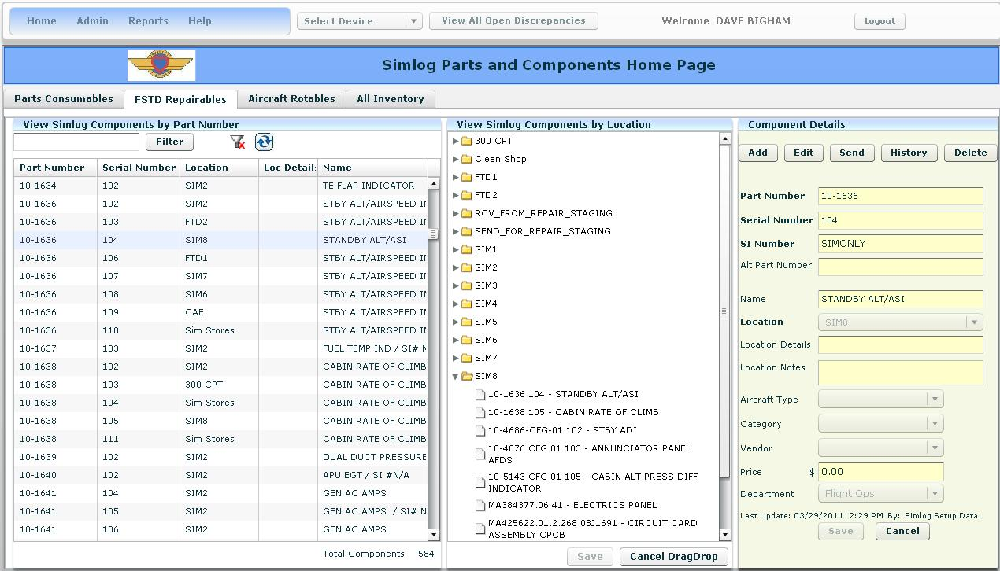 Home Admin Reports Help Select Device View All Open Discrepancies Welcome DAVE BIGHAM Logout
Simlog Parts and Components Home Page
Parts Consumables FSTD Repairables Aircraft Rotables All Inventory
View Simlog Components by Part Number
Filter
Part Number Serial Number Location Loc Details Name
10-1634 102 SIM2 TE FLAP INDICATOR
10-1636 102 SIM2 STBY ALT/AIRSPEED IN
10-1636 103 FTD2 STBY ALT/AIRSPEED IN
10-1636 104 SIM8 STANDBY ALT/ASI
10-1636 106 FTD1 STBY ALT/AIRSPEED IN
10-1636 107 SIM7 STBY ALT/AIRSPEED IN
10-1636 108 SIM6 STBY ALT/AIRSPEED IN
10-1636 109 CAE STBY ALT/AIRSPEED IN
10-1636 110 Sim Stores STBY ALT/AIRSPEED IN
10-1637 103 SIM2 FUEL TEMP IND / SI# N
10-1638 102 SIM2 CABIN RATE OF CLIMB
10-1638 103 300 CPT CABIN RATE OF CLIMB
10-1638 104 Sim Stores CABIN RATE OF CLIMB
10-1638 105 SIM8 CABIN RATE OF CLIMB
10-1638 111 Sim Stores CABIN RATE OF CLIMB
10-1639 102 SIM2 DUAL DUCT PRESSURE
10-1640 102 SIM2 APU EGT / SI #N/A
10-1641 104 SIM2 GEN AC AMPS
10-1641 105 SIM2 GEN AC AMPS / SI# N
10-1641 106 SIM2 GEN AC AMPS
Total Components 584
View Simlog Components by Location
300 CPT
Clean Shop
FTD1
FTD2
RCV_FROM_REPAIR_STAGING
SEND_FOR_REPAIR_STAGING
SIM1
SIM2
SIM3
SIM4
SIM5
SIM6
SIM7
SIM8
10-1636 104 - STANDBY ALT/ASI
10-1638 105 - CABIN RATE OF CLIMB
10-4686-CFG-01 102 - STBY ADI
10-4876 CFG 01 103 - ANNUNCIATOR PANEL
AFDS
10-5143 CFG 01 105 - CABIN ALT PRESS DIFF
INDICATOR
MA384377.06 41 - ELECTRICS PANEL
MA425622.01.2.268 08J1691 - CIRCUIT CARD
ASSEMBLY CPCB
Save Cancel DragDrop
Component Details
Add Edit Send History Delete
Part Number 10-1636
Serial Number 104
SI Number SIMONLY
Alt Part Number
Name STANDBY ALT/ASI
Location SIM8
Location Details
Location Notes
Aircraft Type
Category
Vendor
Price $ 0.00
Department Flight Ops
Last Update: 03/29/2011 2:29 PM By: Simlog Setup Data
Save Cancel